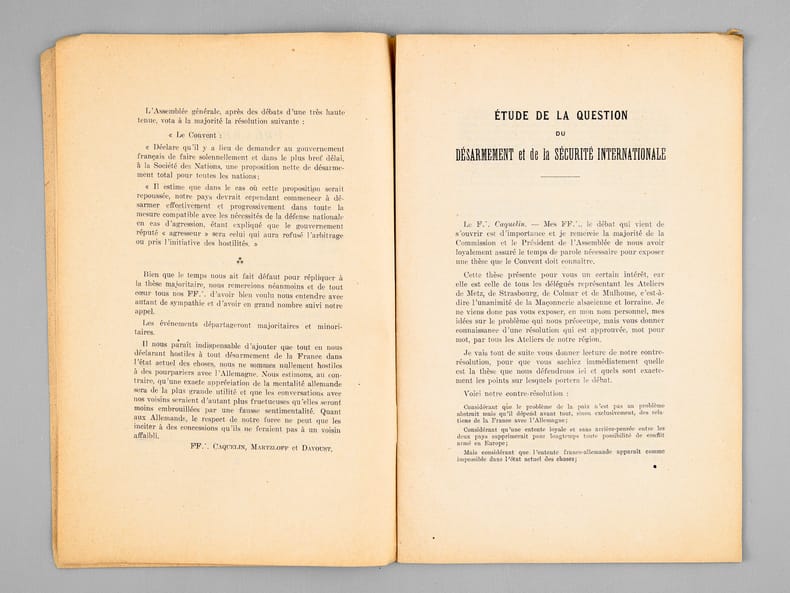 L'Assemblée générale, après des débats d'une très haute
tenue, vota à la majorité la résolution suivante :
« Le Convent :
« Déclare qu'il y a lieu de demander au gouvernement
français de faire solennellement et dans le plus bref délai,
à la Société des Nations, une proposition nette de désarme-
ment total pour toutes les nations;
« Il estime que dans le cas où cette proposition serait
repoussée, notre pays devrait cependant commencer à dé-
sarmer effectivement et progressivement dans toute la
mesure compatible avec les nécessités de la défense nationale
en cas d'agression, étant expliqué que le gouvernement
réputé « agresseur » sera celui qui aura refusé l'arbitrage
ou pris l'initiative des hostilités. »
⁂
Bien que le temps nous ait fait défaut pour répliquer à
la thèse majoritaire, nous remercions néanmoins et de tout
cœur tous nos FF∴ d'avoir bien voulu nous entendre avec
autant de sympathie et d'avoir en grand nombre suivi notre
appel.
Les événements départageront majoritaires et minori-
taires.
Il nous paraît indispensable d'ajouter que tout en nous
déclarant hostiles à tout désarmement de la France dans
l'état actuel des choses, nous ne sommes nullement hostiles
à des pourparlers avec l'Allemagne. Nous estimons, au con-
traire, qu'une exacte appréciation de la mentalité allemande
sera de la plus grande utilité et que les conversations avec
nos voisins seraient d'autant plus fructueuses qu'elles seront
moins embrouillées par une fausse sentimentalité. Quant
aux Allemands, le respect de notre force ne peut que les
inciter à des concessions qu'ils ne feraient pas à un voisin
affaibli.
FF∴ CAQUELIN, MARTZLOFF et DAVOUST,
ÉTUDE DE LA QUESTION
DU
DÉSARMEMENT et de la SÉCURITÉ INTERNATIONALE
Le F∴ Caquelin. — Mes FF∴, le débat qui vient de
s'ouvrir est d'importance et je remercie la majorité de la
Commission et le Président de l'Assemblée de nous avoir
loyalement assuré le temps de parole nécessaire pour exposer
une thèse que le Convent doit connaître.
Cette thèse présente pour vous un certain intérêt, car
elle est celle de tous les délégués représentant les Ateliers
de Metz, de Strasbourg, de Colmar et de Mulhouse, c'est-à-
dire l'unanimité de la Maçonnerie alsacienne et lorraine. Je
ne viens donc pas vous exposer, en mon nom personnel, mes
idées sur le problème qui nous préoccupe, mais vous donner
connaissance d'une résolution qui est approuvée, mot pour
mot, par tous les Ateliers de notre région.
Je vais tout de suite vous donner lecture de notre contre-
résolution, pour que vous sachiez immédiatement quelle
est la thèse que nous défendrons ici et quels sont exacte-
ment les points sur lesquels portera le débat.
Voici notre contre-résolution :
Considérant que le problème de la paix n'est pas un problème
abstrait mais qu'il dépend avant tout, sinon exclusivement, des rela-
tions de la France avec l'Allemagne;
Considérant qu'une entente loyale et sans arrière-pensée entre les
deux pays supprimerait pour longtemps toute possibilité de conflit
armé en Europe;
Mais considérant que l'entente franco-allemande apparaît comme
impossible dans l'état actuel des choses;